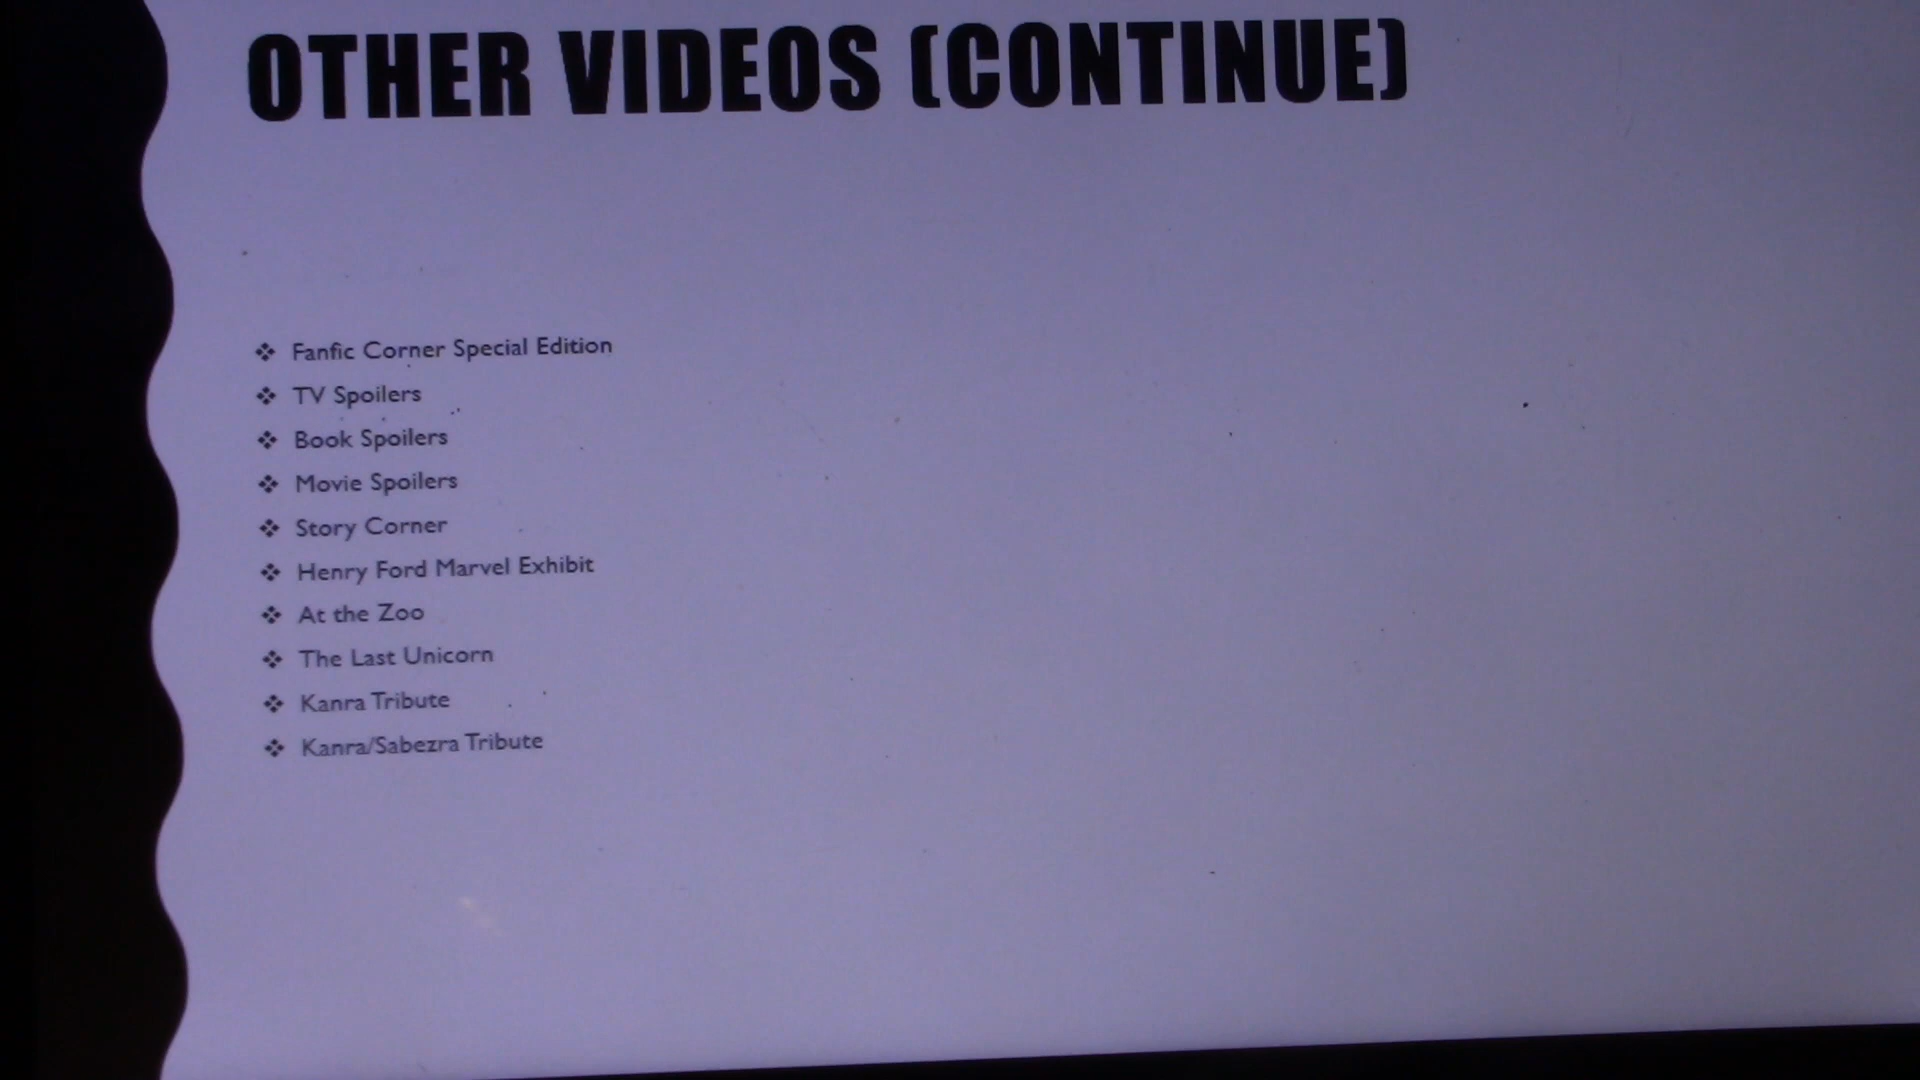 OTHER VIDEOS (CONTINUE)
Fanfic Corner Special Edition
TV Spoilers
Book Spoilers
Movie Spoilers
Story Corner
Henry Ford Marvel Exhibit
At the Zoo
The Last Unicorn
Kanra Tribute
Kanra/Sabezra Tribute